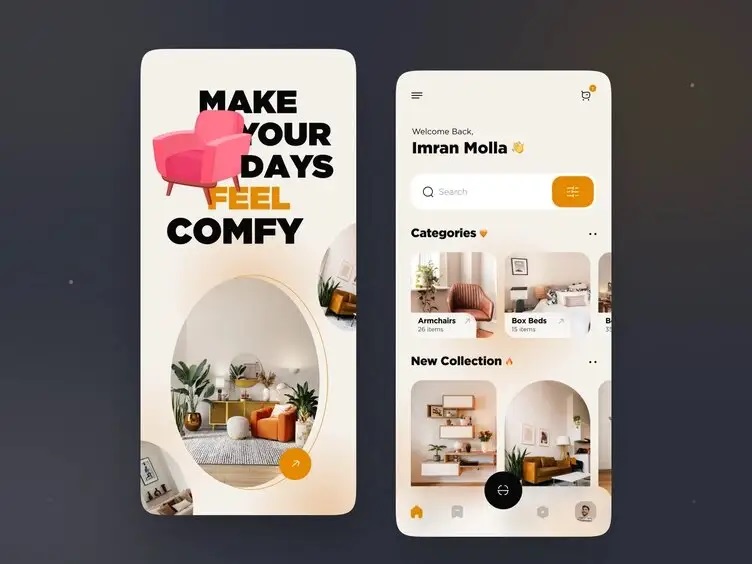 MAKE
YOUR
DAYS
FEEL
COMFY
1
Welcome Back,
Imran Molla
Search
Categories
Armchairs
26 items
Box Beds
15 items
New Collection